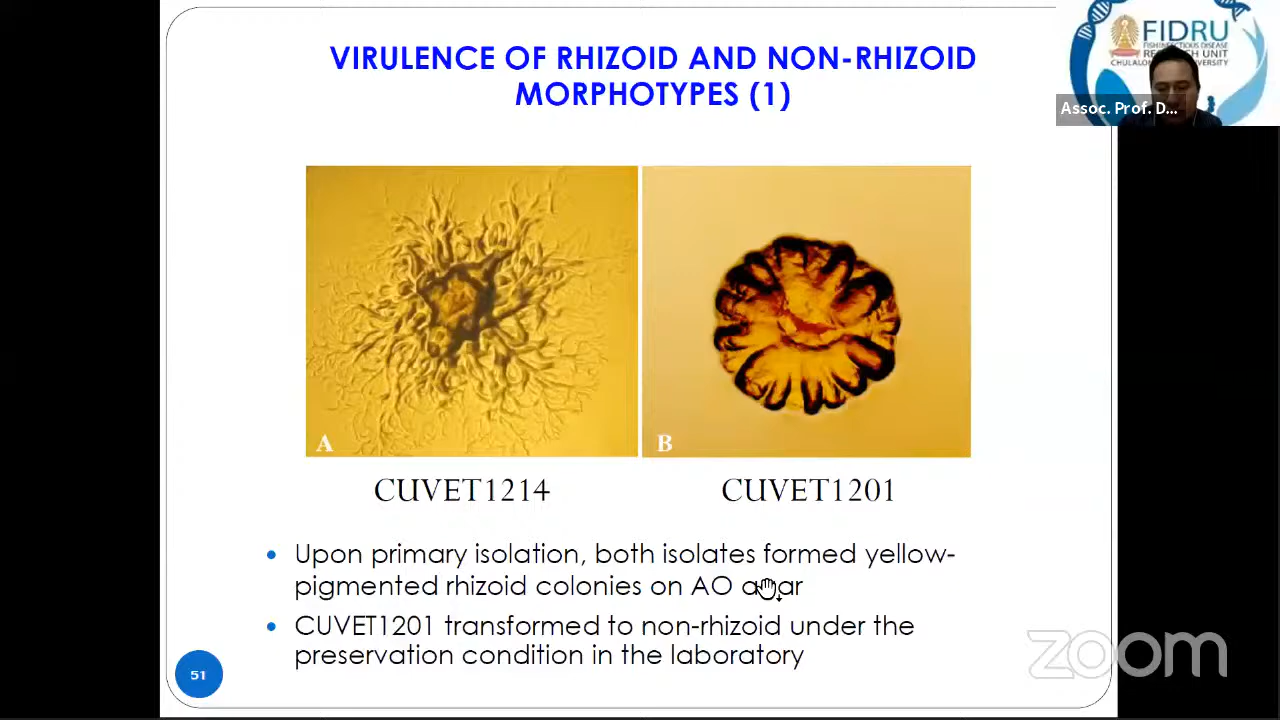 VIRULENCE OF RHIZOID AND NON-RHIZOID
MORPHOTYPES (1)
FIDRU
Assoc. Prof. D...
A
B
CUVET1214
CUVET1201
• Upon primary isolation, both isolates formed yellow-
pigmented rhizoid colonies on AO
• CUVET1201 transformed to non-rhizoid under the
preservation condition in the laboratory
51
zoom